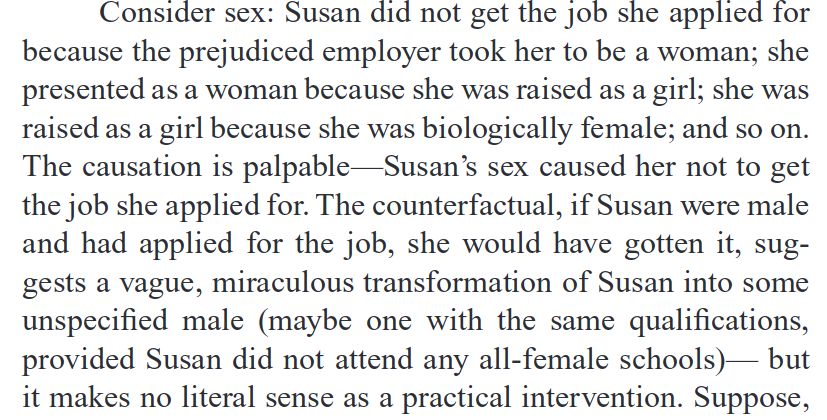 Consider sex: Susan did not get the job she applied for
because the prejudiced employer took her to be a woman; she
presented as a woman because she was raised as a girl; she was
raised as a girl because she was biologically female; and so on.
The causation is palpable—Susan’s sex caused her not to get
the job she applied for. The counterfactual, if Susan were male
and had applied for the job, she would have gotten it, sug-
gests a vague, miraculous transformation of Susan into some
unspecified male (maybe one with the same qualifications,
provided Susan did not attend any all-female schools)— but
it makes no literal sense as a practical intervention. Suppose,